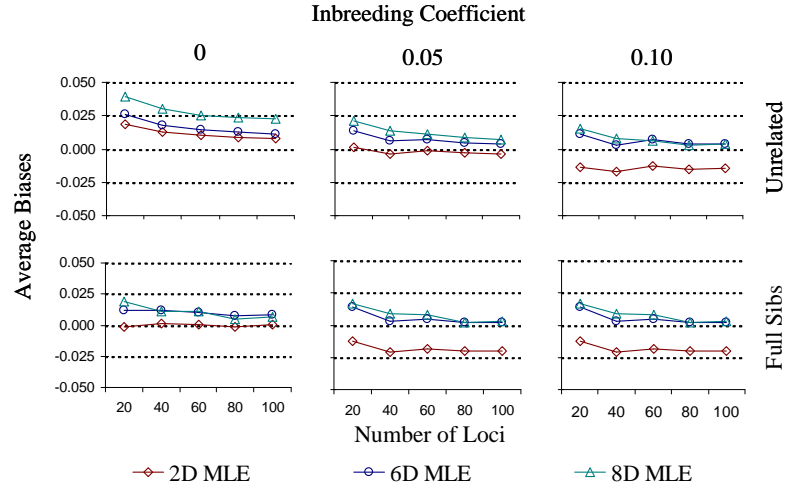 Inbreeding Coefficient
0 0.05 0.10
0.050
0.025
0.000
-0.025
-0.050
Unrelated
Average Biases
0.050
0.025
0.000
-0.025
-0.050
Full Sibs
20 40 60 80 100
20 40 60 80 100
20 40 60 80 100
Number of Loci
2D MLE 6D MLE 8D MLE